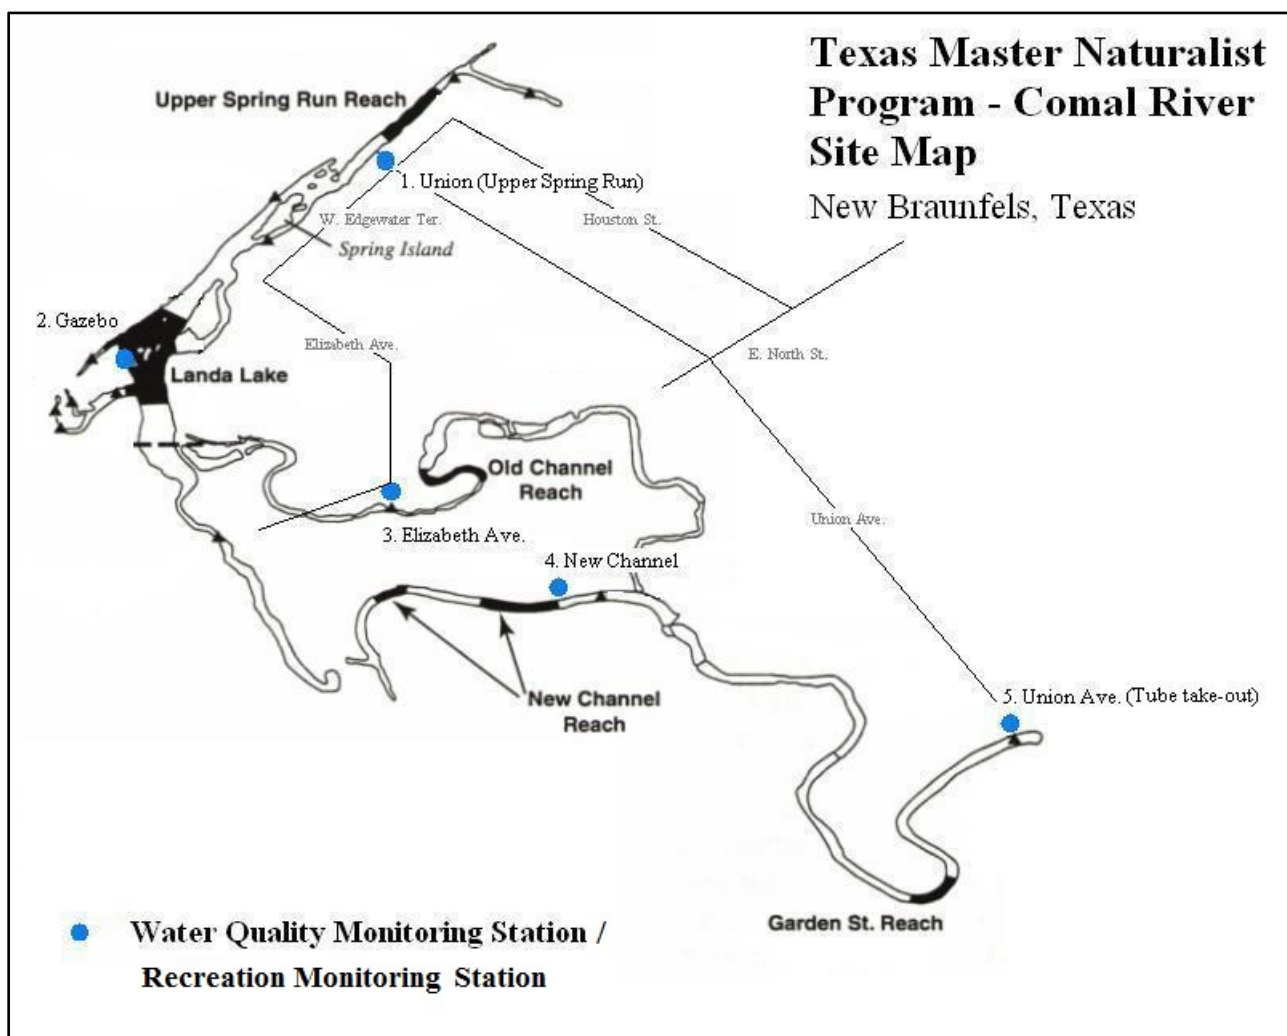 Texas Master Naturalist
Program - Comal River
Site Map
New Braunfels, Texas
Upper Spring Run Reach
1. Union (Upper Spring Run)
W. Edgewater Ter.
Houston St.
Spring Island
2. Gazebo
Elizabeth Ave.
E. North St.
Landa Lake
Old Channel
Reach
Union Ave.
3. Elizabeth Ave.
4. New Channel
New Channel
Reach
5. Union Ave. (Tube take-out)
Garden St. Reach
Water Quality Monitoring Station /
Recreation Monitoring Station